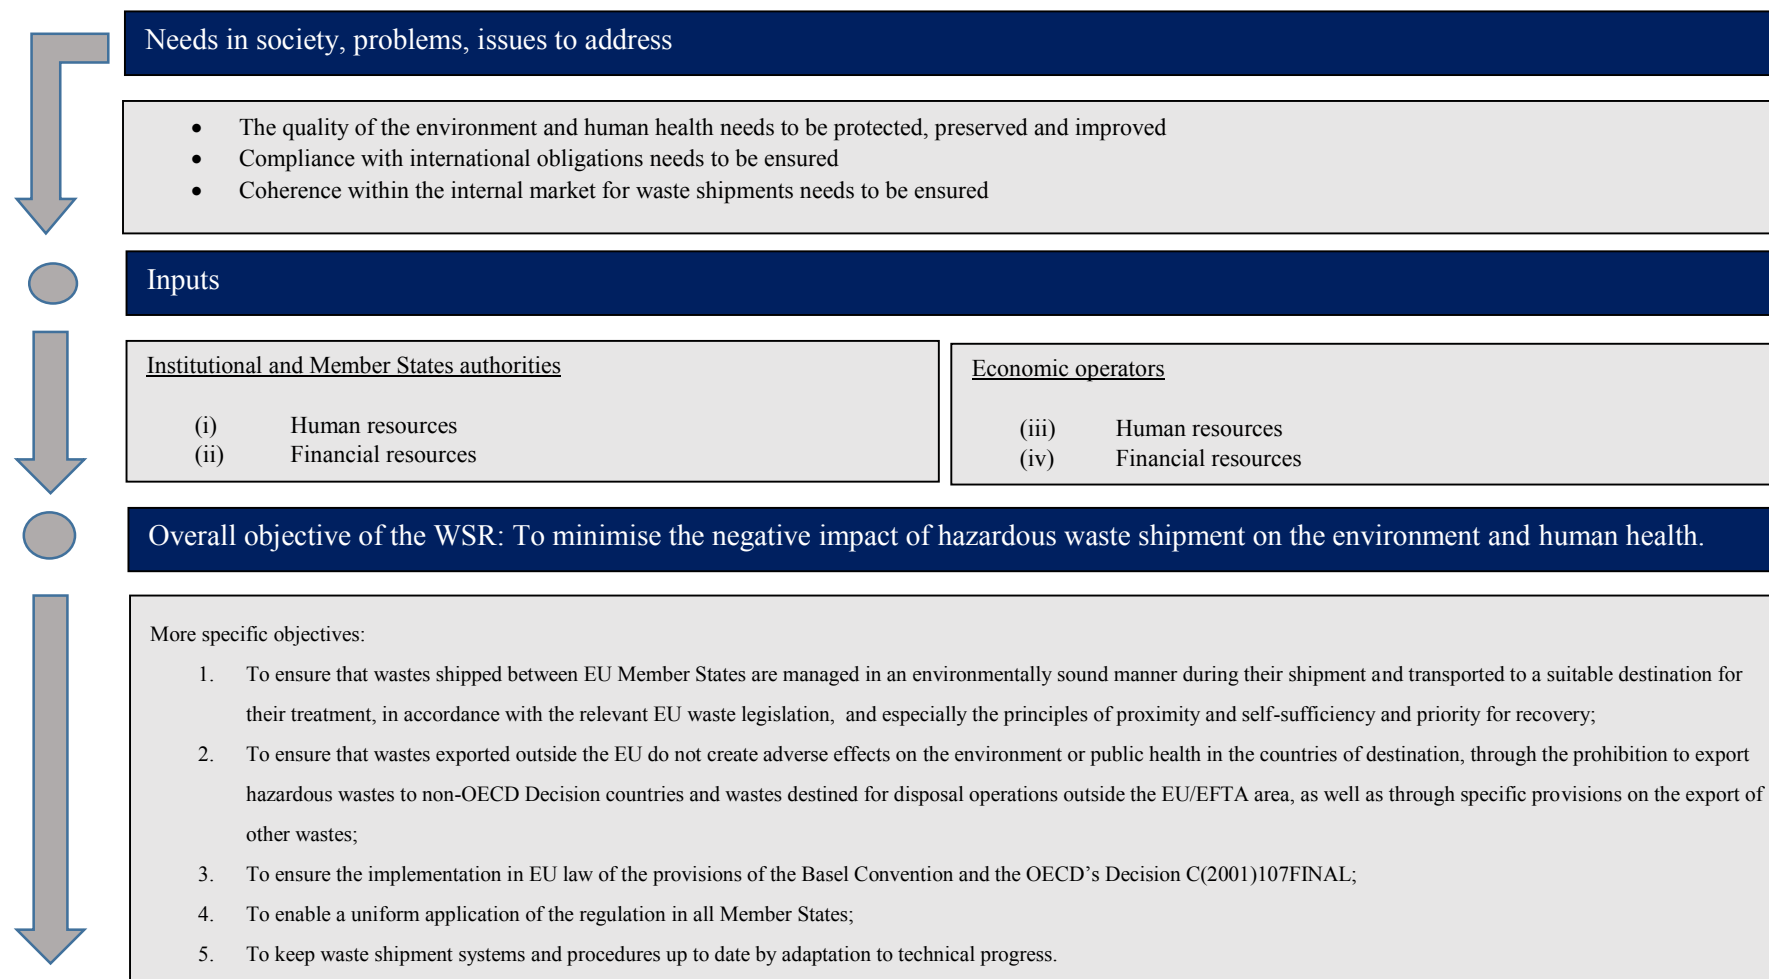 Needs in society, problems, issues to address
• The quality of the environment and human health needs to be protected, preserved and improved
• Compliance with international obligations needs to be ensured
• Coherence within the internal market for waste shipments needs to be ensured
Inputs
Institutional and Member States authorities
(i) Human resources
(ii) Financial resources
Economic operators
(iii) Human resources
(iv) Financial resources
Overall objective of the WSR: To minimise the negative impact of hazardous waste shipment on the environment and human health.
More specific objectives:
1. To ensure that wastes shipped between EU Member States are managed in an environmentally sound manner during their shipment and transported to a suitable destination for
their treatment, in accordance with the relevant EU waste legislation, and especially the principles of proximity and self-sufficiency and priority for recovery;
2. To ensure that wastes exported outside the EU do not create adverse effects on the environment or public health in the countries of destination, through the prohibition to export
hazardous wastes to non-OECD Decision countries and wastes destined for disposal operations outside the EU/EFTA area, as well as through specific provisions on the export of
other wastes;
3. To ensure the implementation in EU law of the provisions of the Basel Convention and the OECD’s Decision C(2001)107FINAL;
4. To enable a uniform application of the regulation in all Member States;
5. To keep waste shipment systems and procedures up to date by adaptation to technical progress.